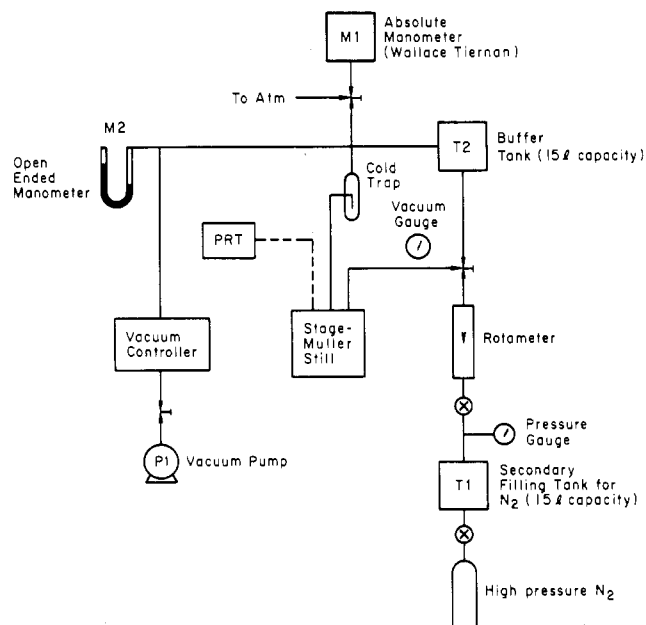 M1
Absolute
Manometer
(Wallace Tiernan)
To Atm
M2
Open
Ended
Manometer
T2
Buffer
Tank (15ℓ capacity)
Cold
Trap
Vacuum
Gauge
PRT
Stage-
Muller
Still
Vacuum
Controller
Rotameter
Pressure
Gauge
P1
Vacuum Pump
T1
Secondary
Filling Tank for
N₂ (15ℓ capacity)
High pressure N₂